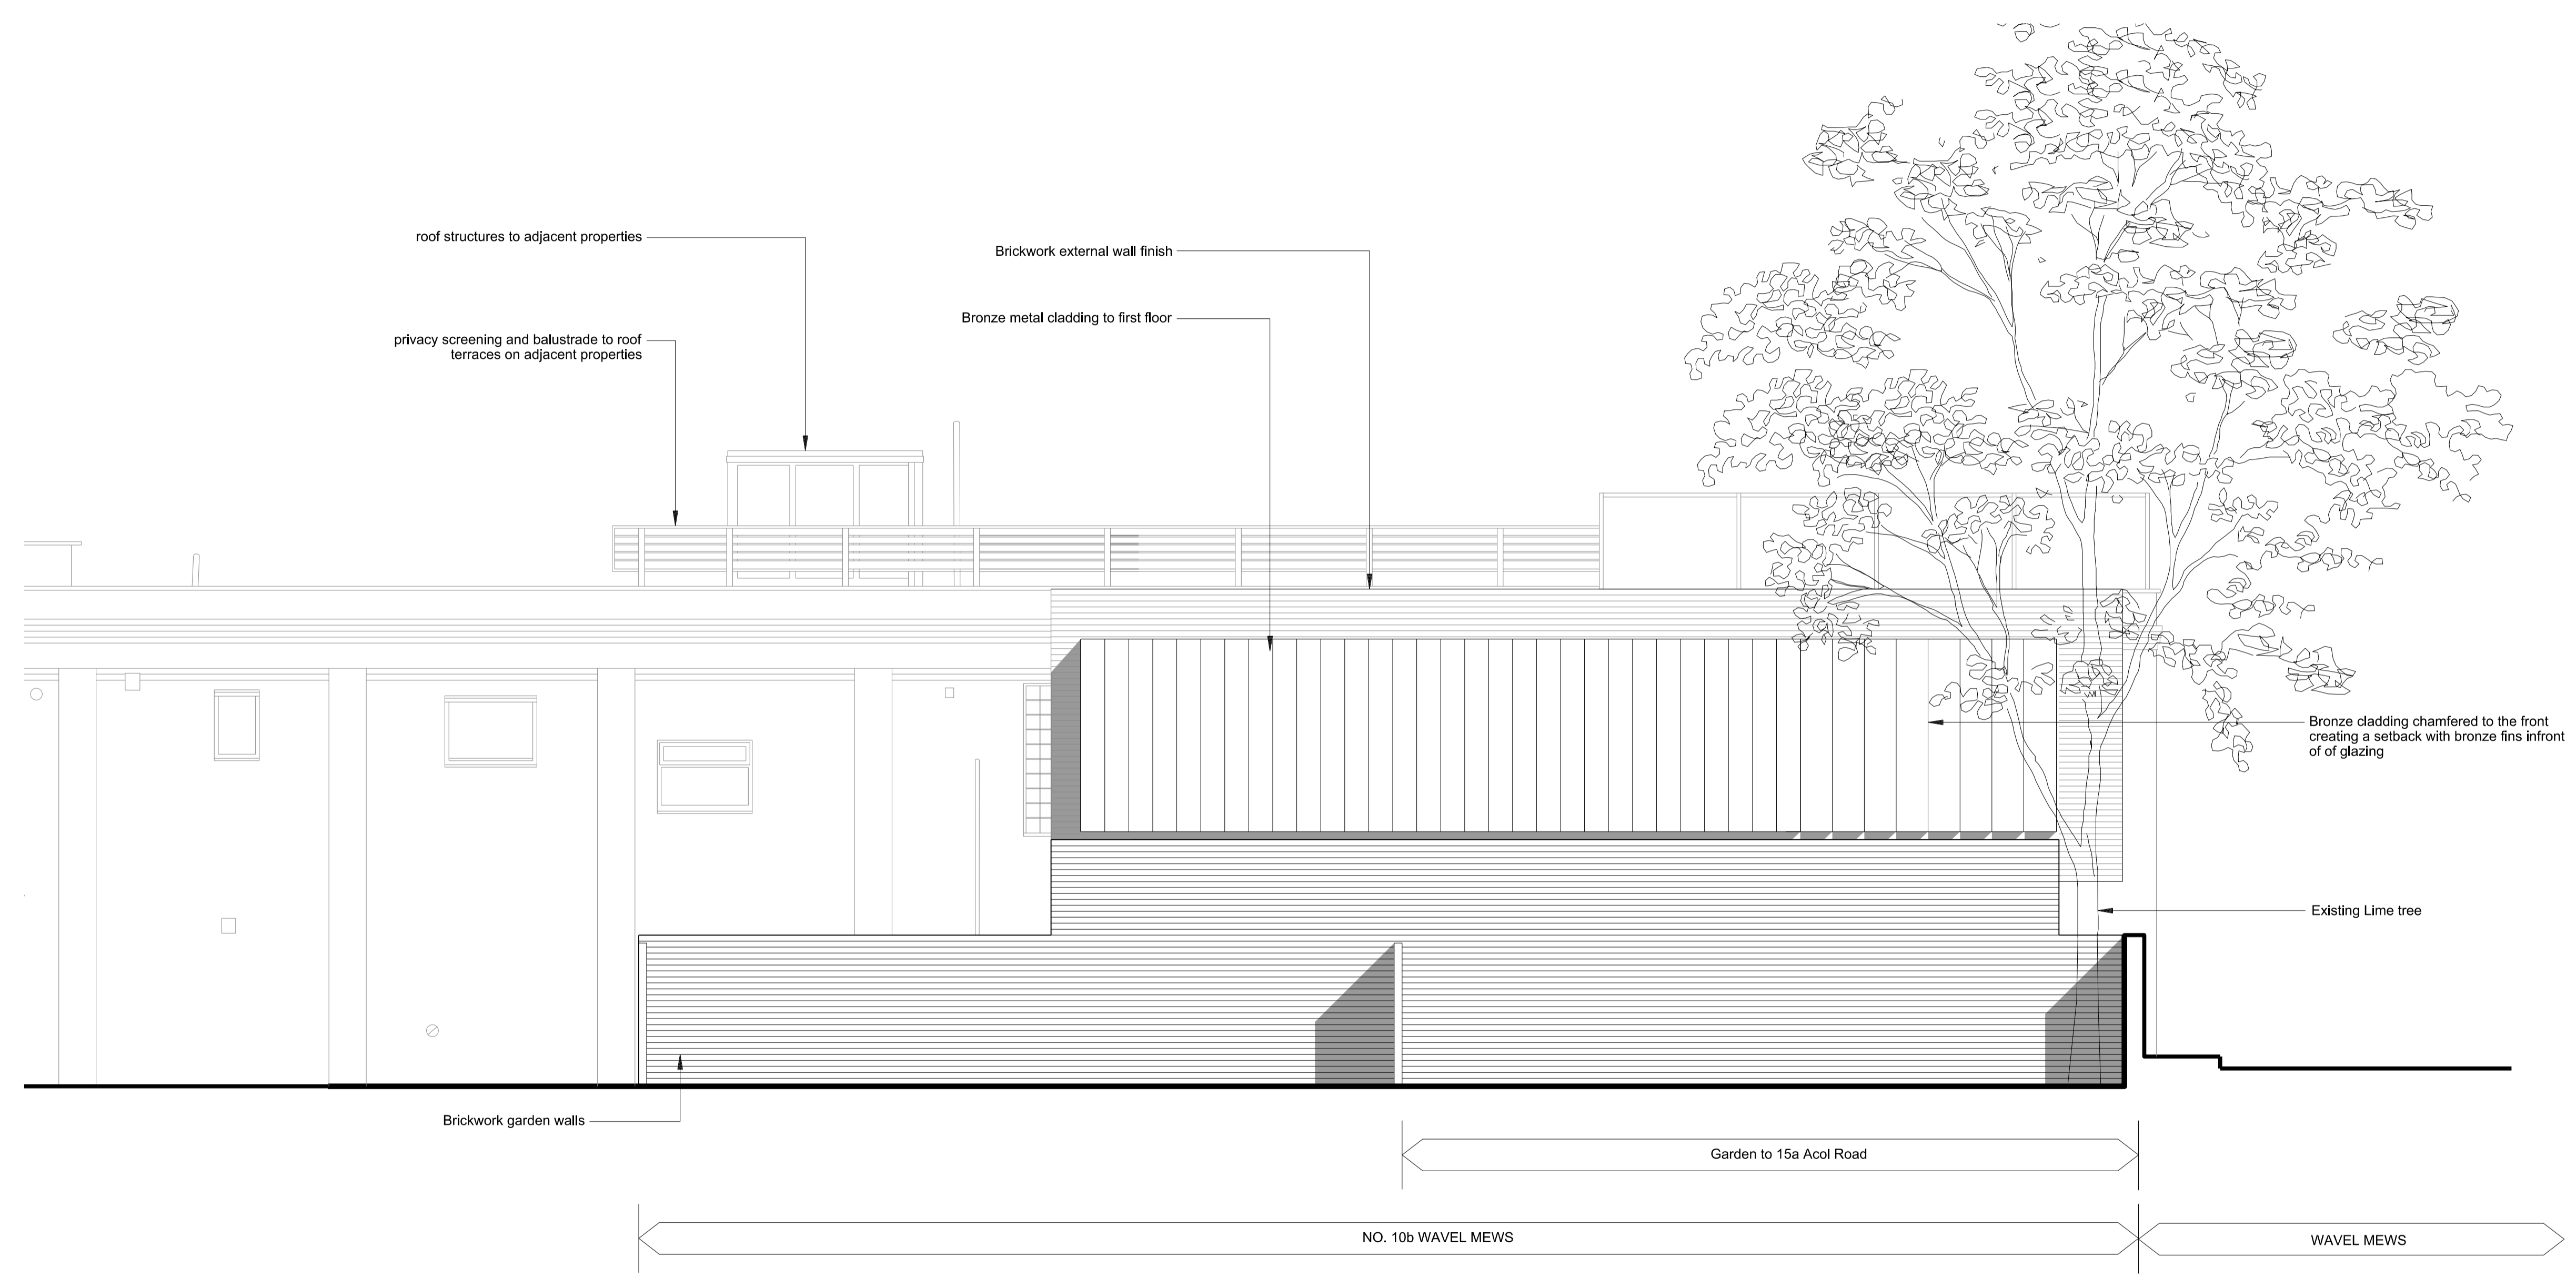 roof structures to adjacent properties
Brickwork external wall finish
Bronze metal cladding to first floor
privacy screening and balustrade to roof
terraces on adjacent properties
Bronze cladding chamfered to the front
creating a setback with bronze fins infront
of of glazing
Existing Lime tree
Brickwork garden walls
Garden to 15a Acol Road
NO. 10b WAVEL MEWS
WAVEL MEWS